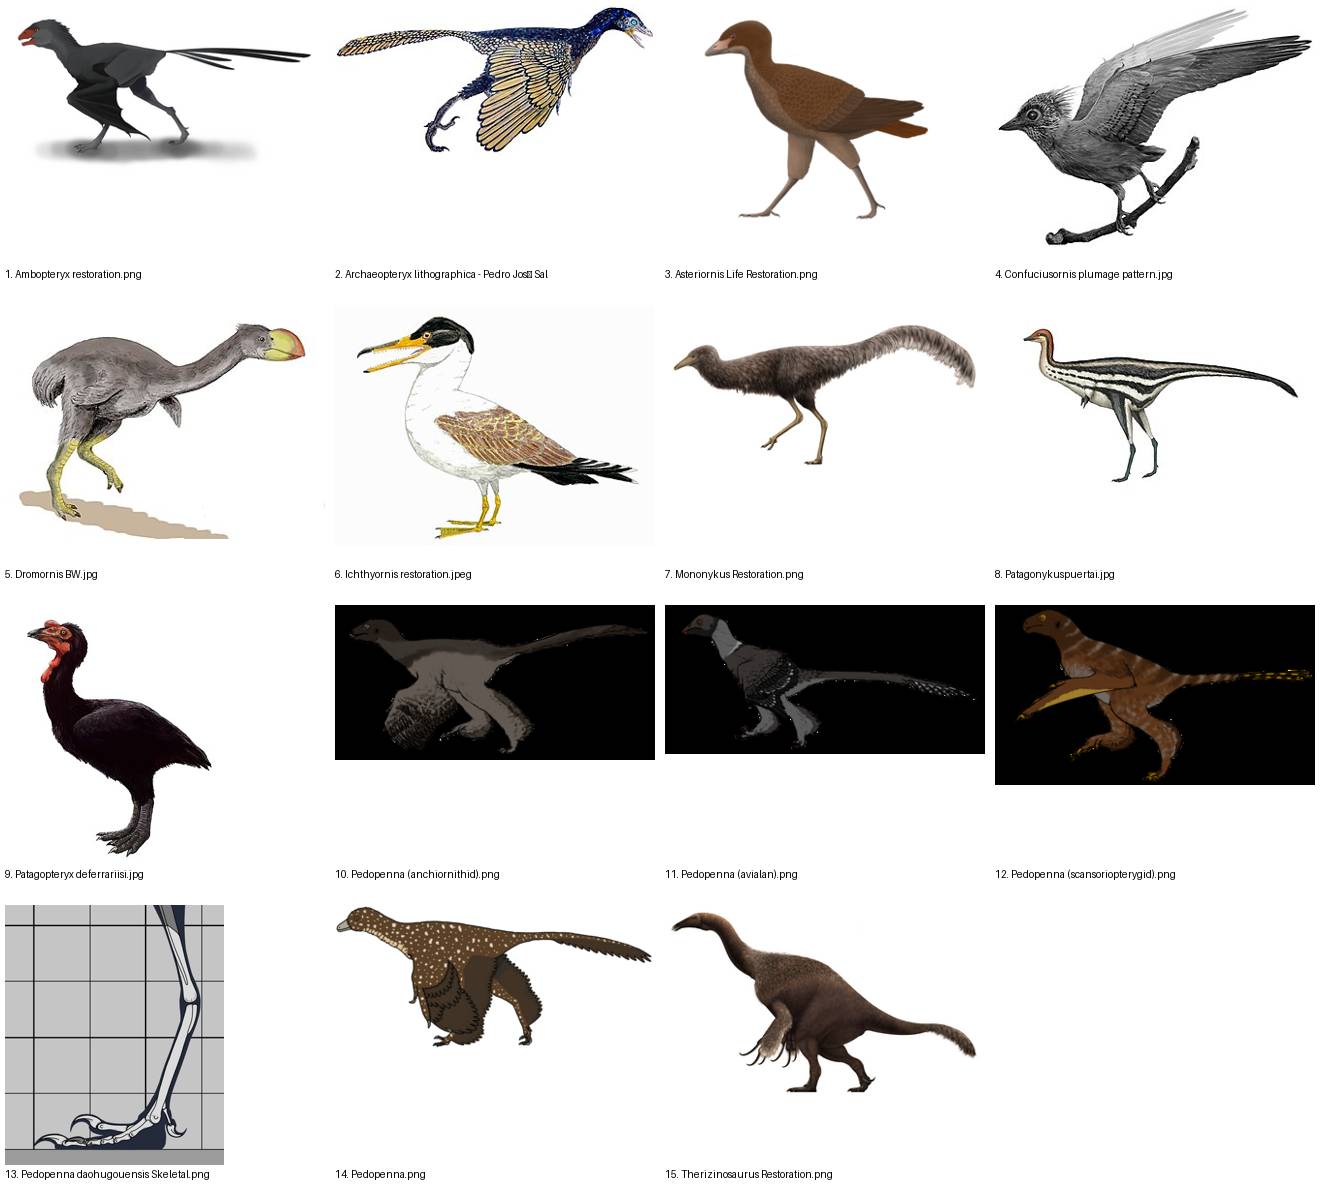 1. Ambopteryx restoration.png
2. Archaeopteryx lithographica - Pedro Jos▯ Sal
3. Asteriornis Life Restoration.png
4. Confuciusornis plumage pattern.jpg
5. Dromornis BW.jpg
6. Ichthyornis restoration.jpeg
7. Mononykus Restoration.png
8. Patagonykuspuertai.jpg
9. Patagopteryx deferrariisi.jpg
10. Pedopenna (anchiornithid).png
11. Pedopenna (avialan).png
12. Pedopenna (scansoriopterygid).png
13. Pedopenna daohugouensis Skeletal.png
14. Pedopenna.png
15. Therizinosaurus Restoration.png